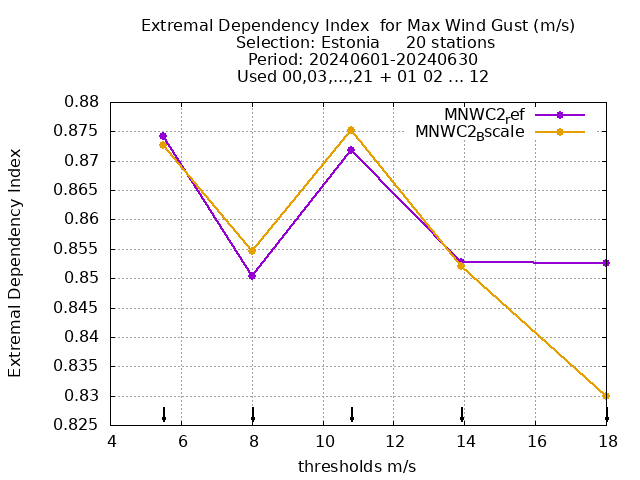 Extremal Dependency Index  for Max Wind Gust (m/s)
Selection: Estonia     20 stations
Period: 20240601-20240630
Used 00,03,...,21 + 01 02 ... 12
MNWC2ref
MNWC2Bscale
Extremal Dependency Index
0.88
0.875
0.87
0.865
0.86
0.855
0.85
0.845
0.84
0.835
0.83
0.825
4 6 8 10 12 14 16 18
thresholds m/s